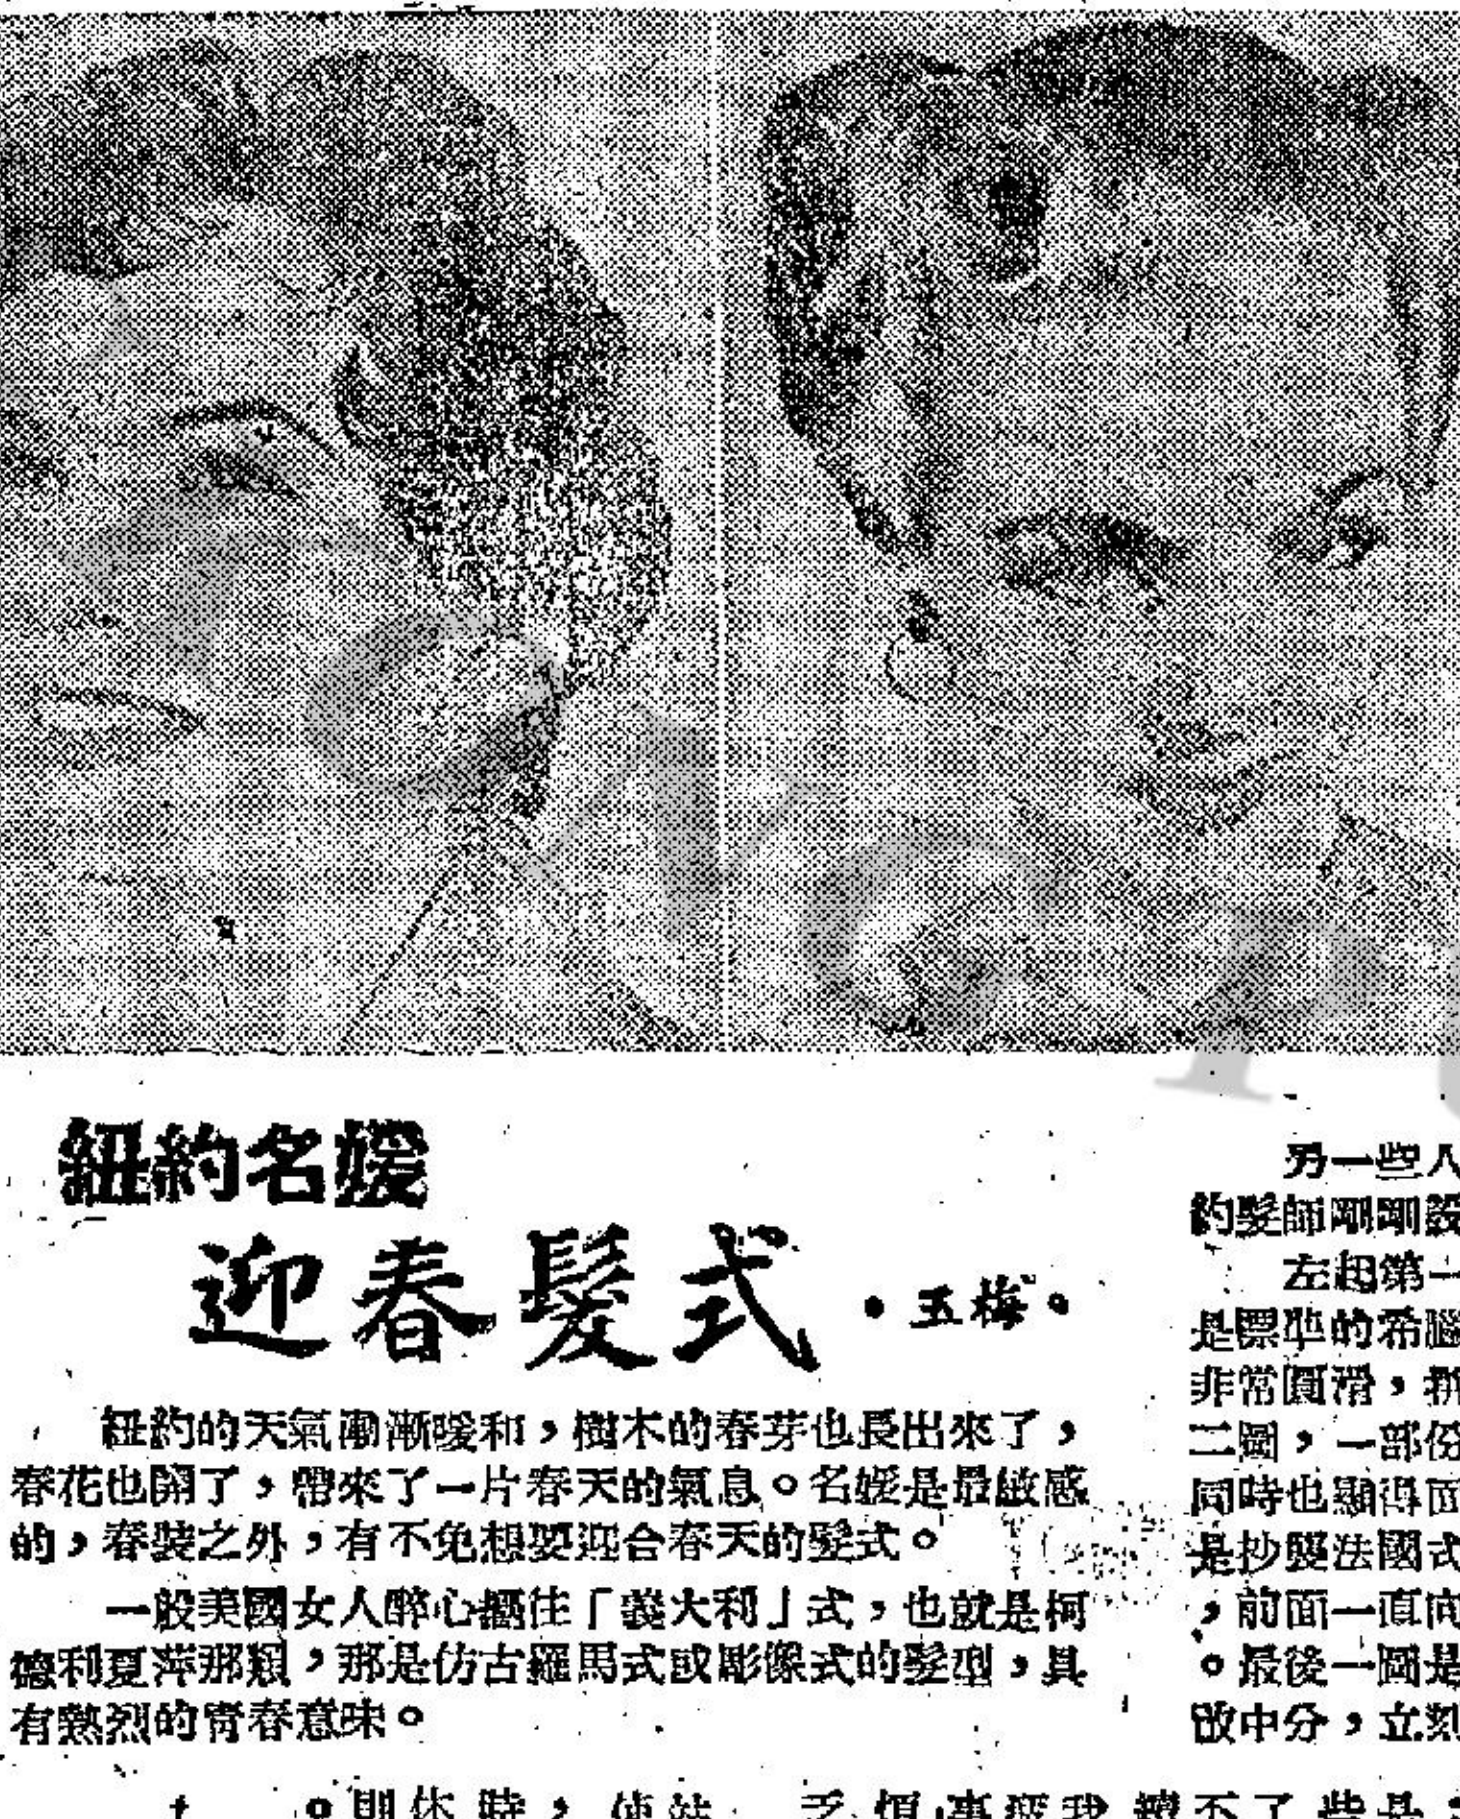 紐約名媛
迎春髮式
・玉梅。
紐約的天氣漸漸暖和，樹木的春芽也長出來了，
春花也開了，帶來了一片春天的氣息。名媛是最敏感
的，春裝之外，有不免想要迎合春天的髮式。
一般美國女人醉心嚮往「義大利」式，也就是柯
德利夏萍那類，那是仿古羅馬式或彫像式的髮型，具
有熱烈的靑春意味。
另一些人
約髮師剛剛設
左起第一
是標準的希臘
非常圓滑，
二圖，一部份
同時也顯得面
是抄襲法國式
，前面一直向
。最後一圖是
改中分，立刻